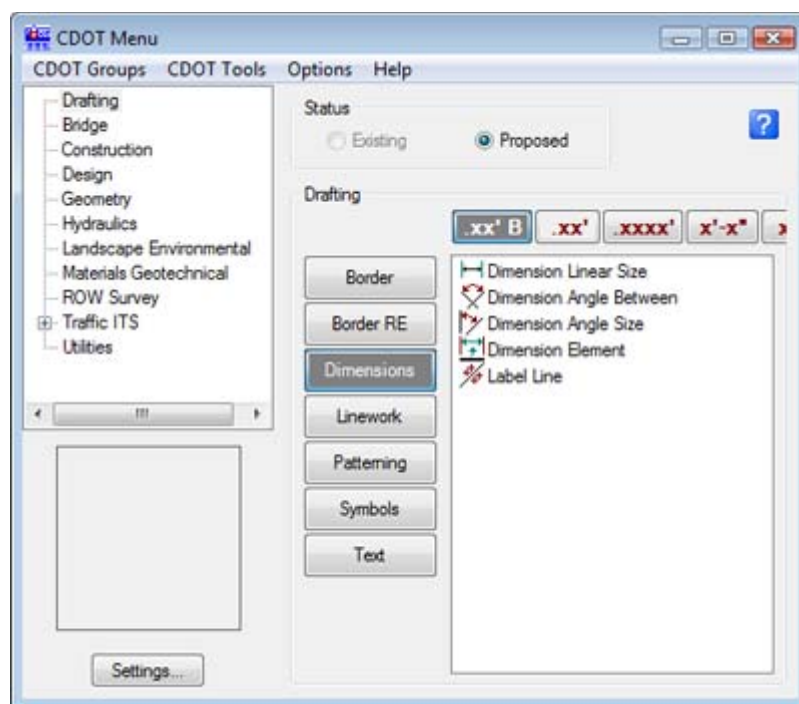 CDOT Menu
CDOT Groups CDOT Tools Options Help
Drafting
Bridge
Construction
Design
Geometry
Hydraulics
Landscape Environmental
Materials Geotechnical
ROW Survey
Traffic ITS
Utilities
Settings...
Status
Existing
Proposed
?
Drafting
.xx' B
.xx'
.xxxx'
x'-x"
x
Border
Border RE
Dimensions
Linework
Patterning
Symbols
Text
Dimension Linear Size
Dimension Angle Between
Dimension Angle Size
Dimension Element
Label Line